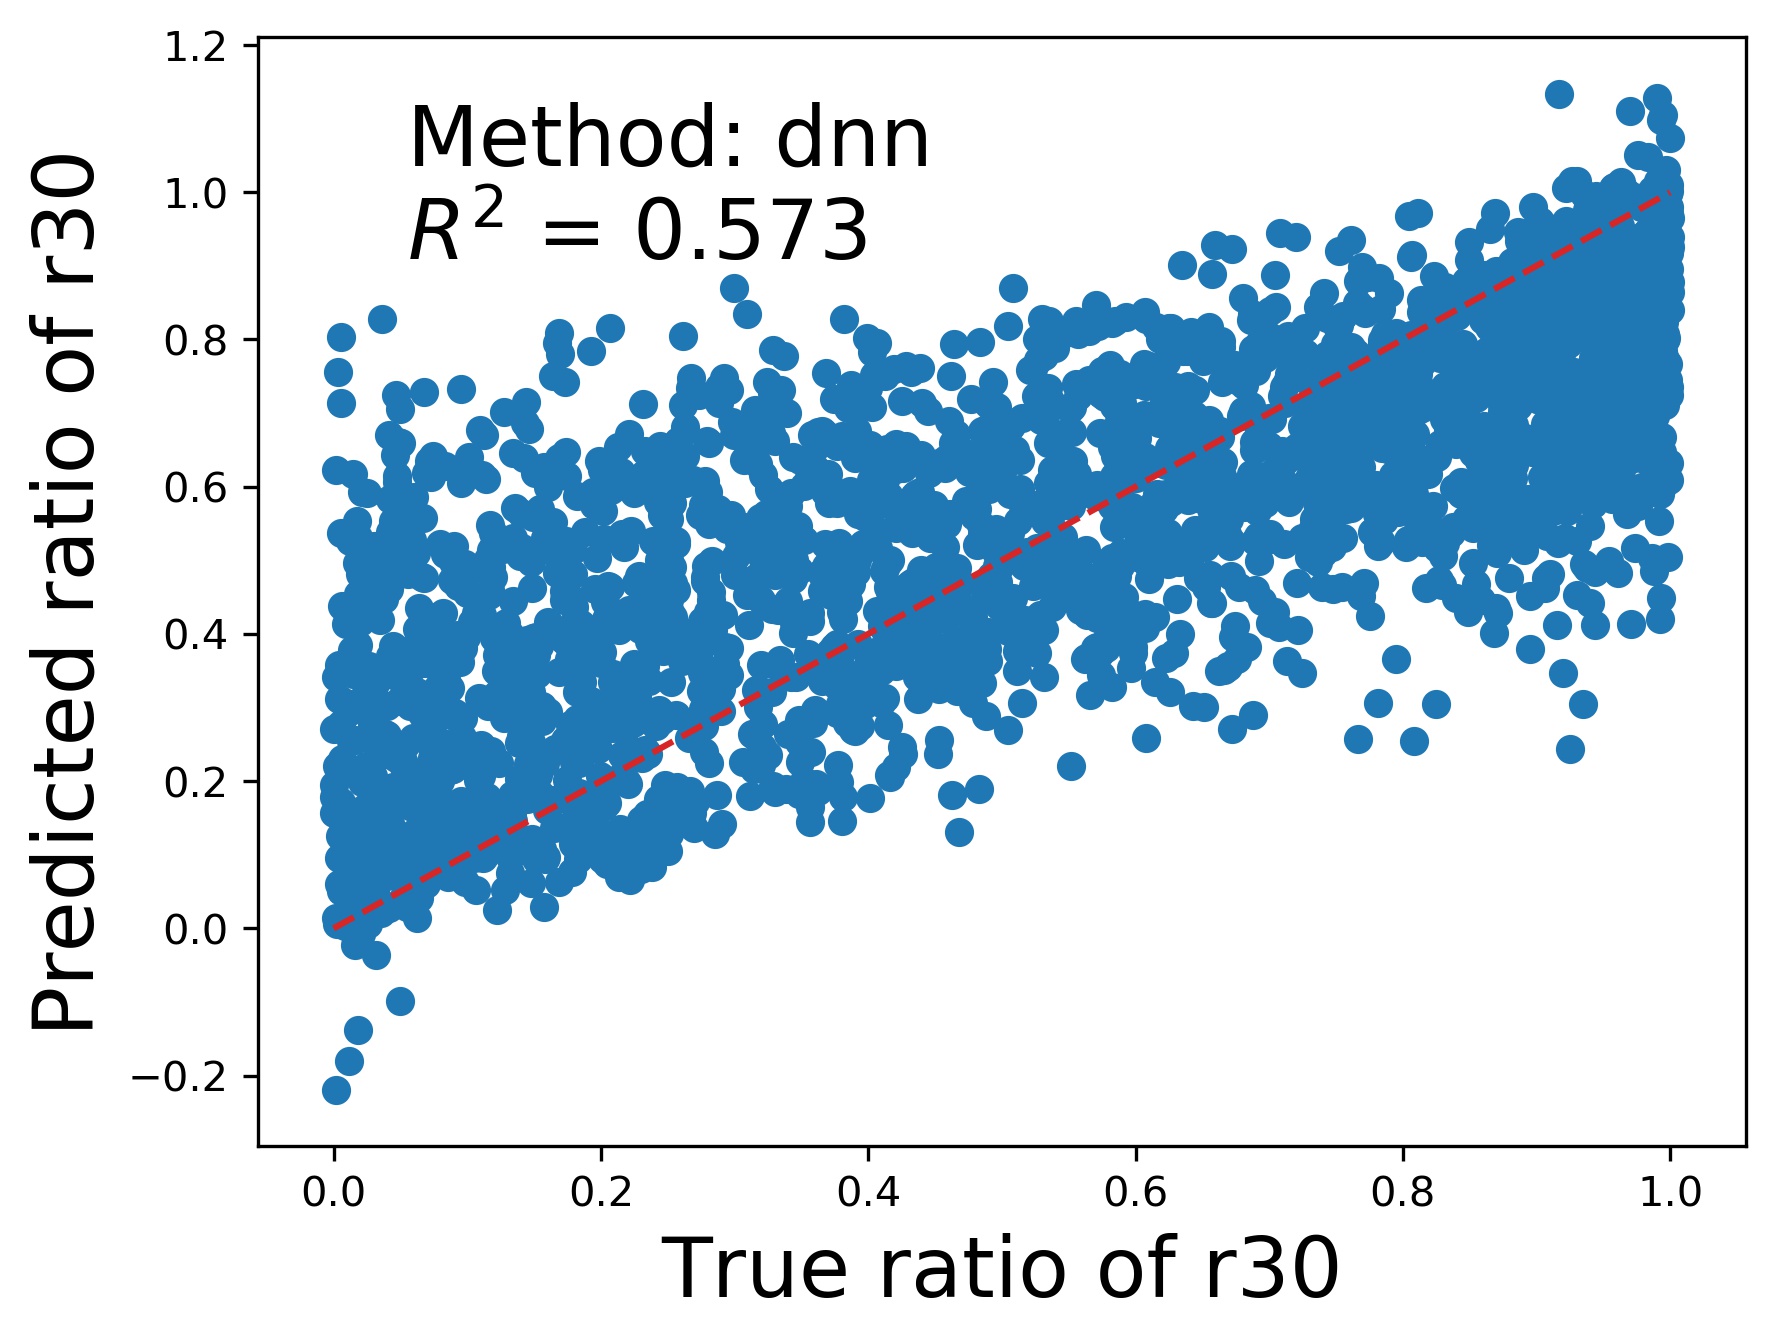 Method: dnn
R² = 0.573
Predicted ratio of r30
1.2
1.0
0.8
0.6
0.4
0.2
0.0
−0.2
0.0 0.2 0.4 0.6 0.8 1.0
True ratio of r30